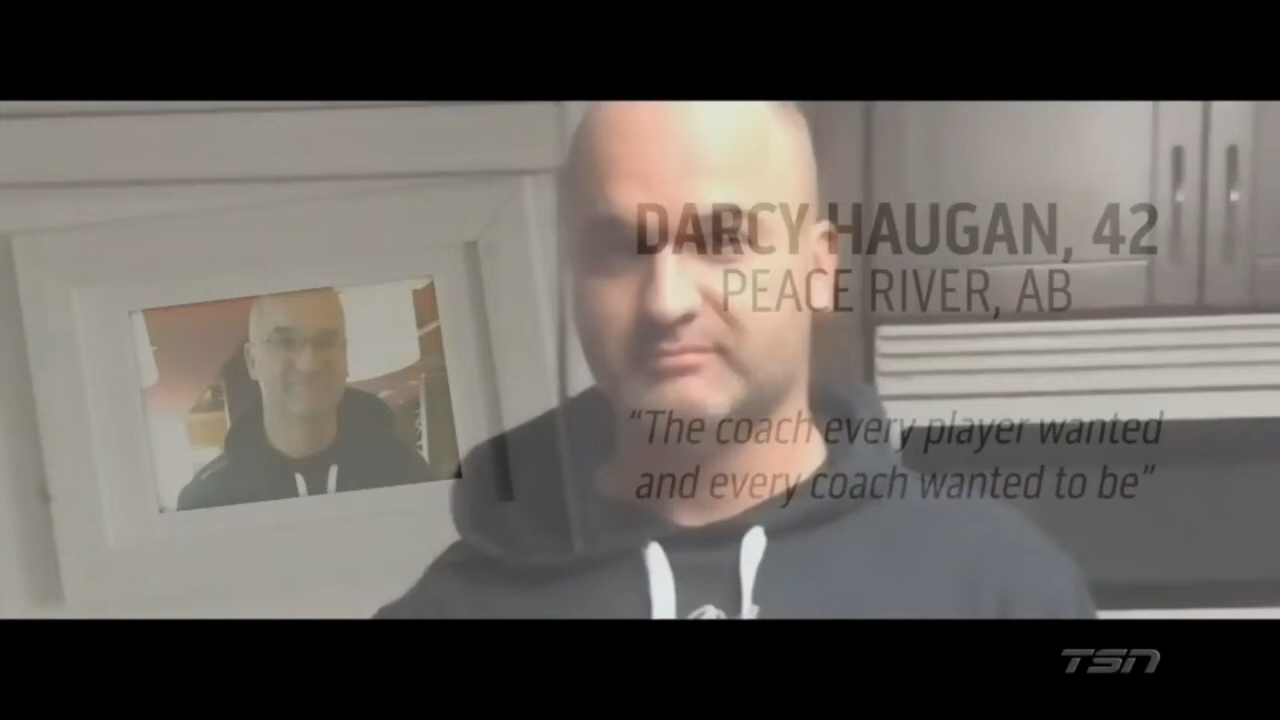 DARCY HAUGAN, 42
PEACE RIVER, AB
“The coach every player wanted
and every coach wanted to be”
TSN